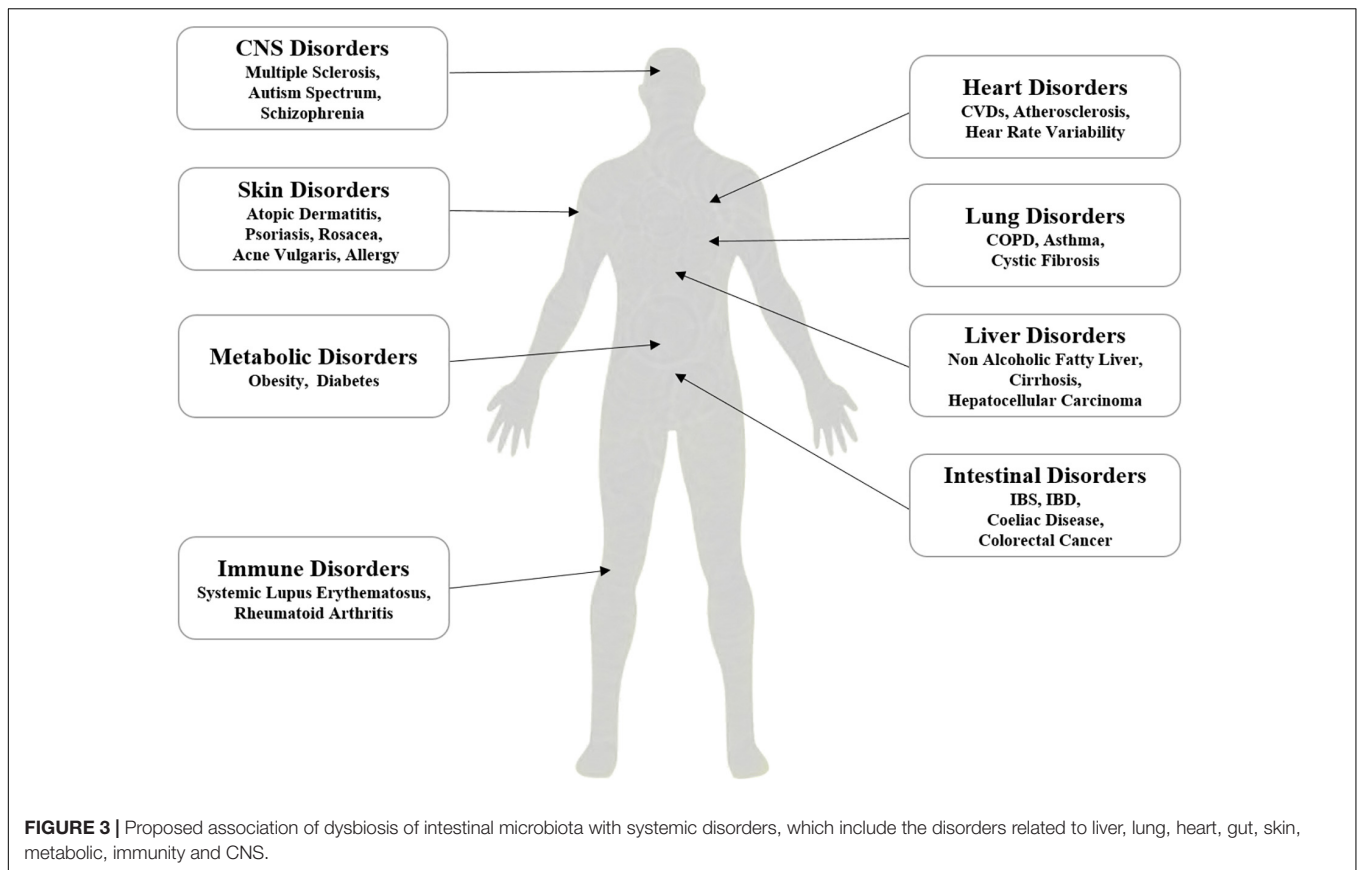 CNS Disorders
Multiple Sclerosis,
Autism Spectrum,
Schizophrenia
Skin Disorders
Atopic Dermatitis,
Psoriasis, Rosacea,
Acne Vulgaris, Allergy
Metabolic Disorders
Obesity, Diabetes
Immune Disorders
Systemic Lupus Erythematosus,
Rheumatoid Arthritis
Heart Disorders
CVDs, Atherosclerosis,
Hear Rate Variability
Lung Disorders
COPD, Asthma,
Cystic Fibrosis
Liver Disorders
Non Alcoholic Fatty Liver,
Cirrhosis,
Hepatocellular Carcinoma
Intestinal Disorders
IBS, IBD,
Coeliac Disease,
Colorectal Cancer
FIGURE 3 | Proposed association of dysbiosis of intestinal microbiota with systemic disorders, which include the disorders related to liver, lung, heart, gut, skin,
metabolic, immunity and CNS.